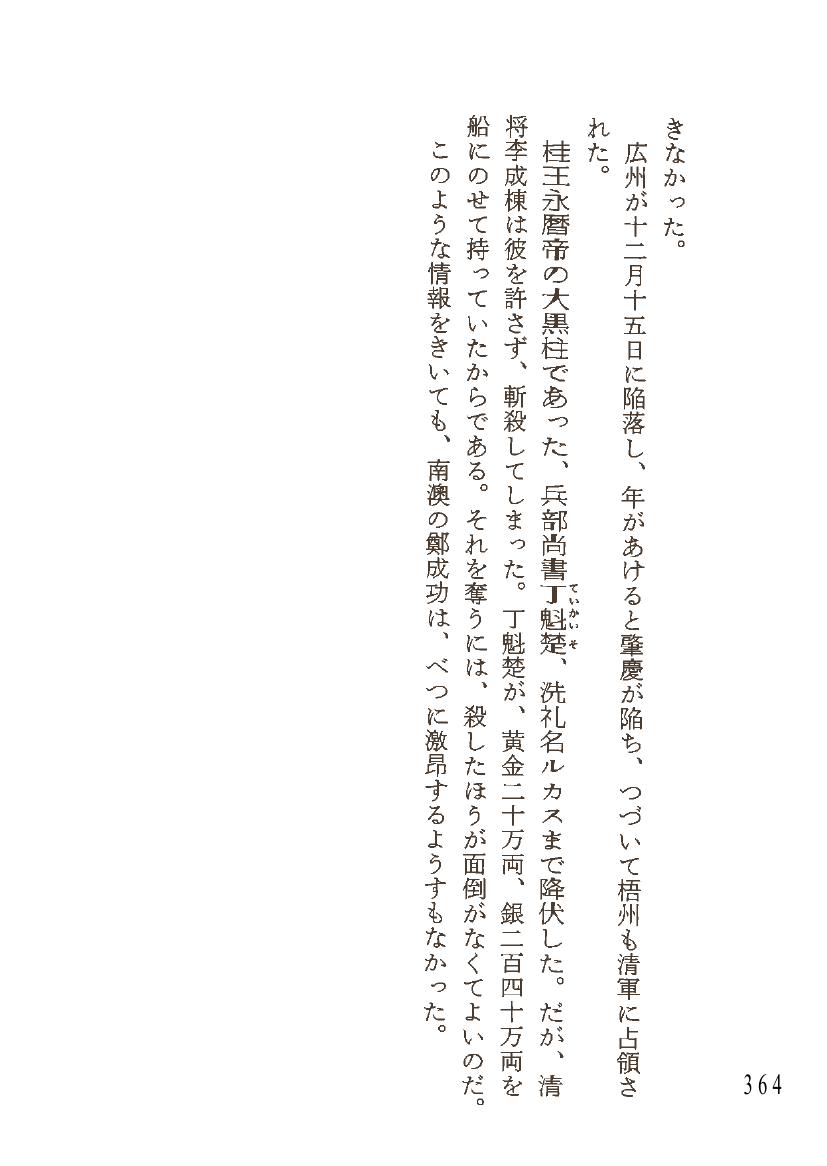 きなかった。
広州が十二月十五日に陥落し、年があけると肇慶が陥ち、つづいて梧州も清軍に占領さ
れた。
桂王永暦帝の大黒柱であった、兵部尚書丁魁楚、洗礼名ルカスまで降伏した。だが、清
ていかいそ
将李成棟は彼を許さず、斬殺してしまった。丁魁楚が、黄金二十万両、銀二百四十万両を
船にのせて持っていたからである。それを奪うには、殺したほうが面倒がなくてよいのだ。
このような情報をきいても、南澳の鄭成功は、べつに激昂するようすもなかった。
364